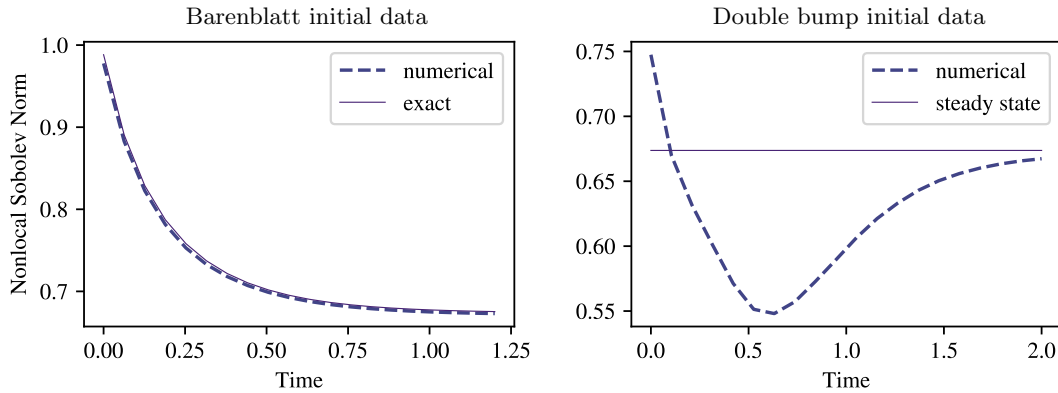 Barenblatt initial data
Nonlocal Sobolev Norm
1.0
0.9
0.8
0.7
numerical
exact
0.00 0.25 0.50 0.75 1.00 1.25
Time
Double bump initial data
0.75
0.70
0.65
0.60
0.55
numerical
steady state
0.0 0.5 1.0 1.5 2.0
Time